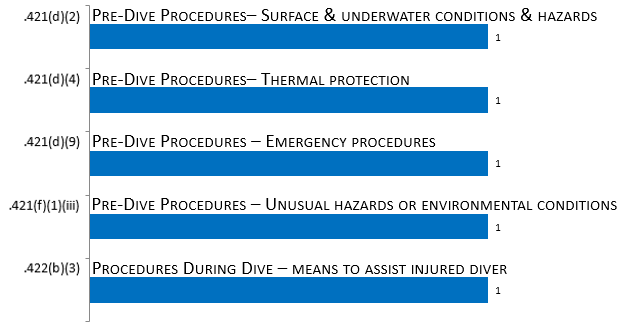 .421(d)(2) Pre-Dive Procedures– Surface & underwater conditions & hazards
1
.421(d)(4) Pre-Dive Procedures– Thermal protection
1
.421(d)(9) Pre-Dive Procedures – Emergency procedures
1
.421(f)(1)(iii) Pre-Dive Procedures – Unusual hazards or environmental conditions
1
.422(b)(3) Procedures During Dive – means to assist injured diver
1